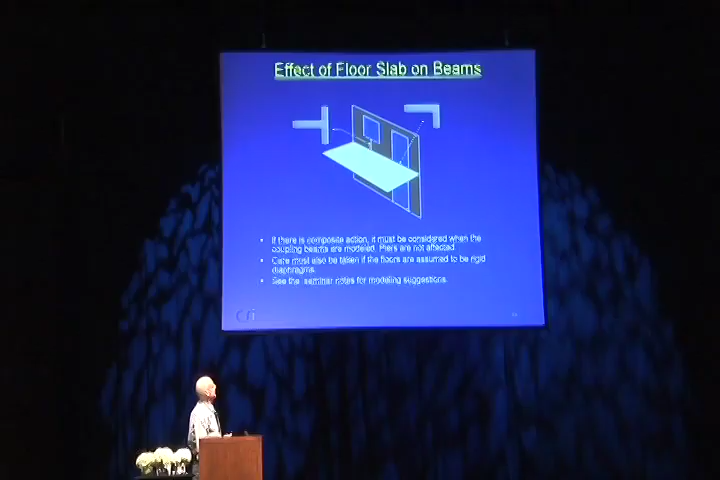 Effect of Floor Slab on Beams
• If there is composite action, it must be considered when the
coupling beams are modeled. Piers are not affected.
• Care must also be taken if the floors are assumed to be rigid
diaphragms.
• See the seminar notes for modeling suggestions.
csi